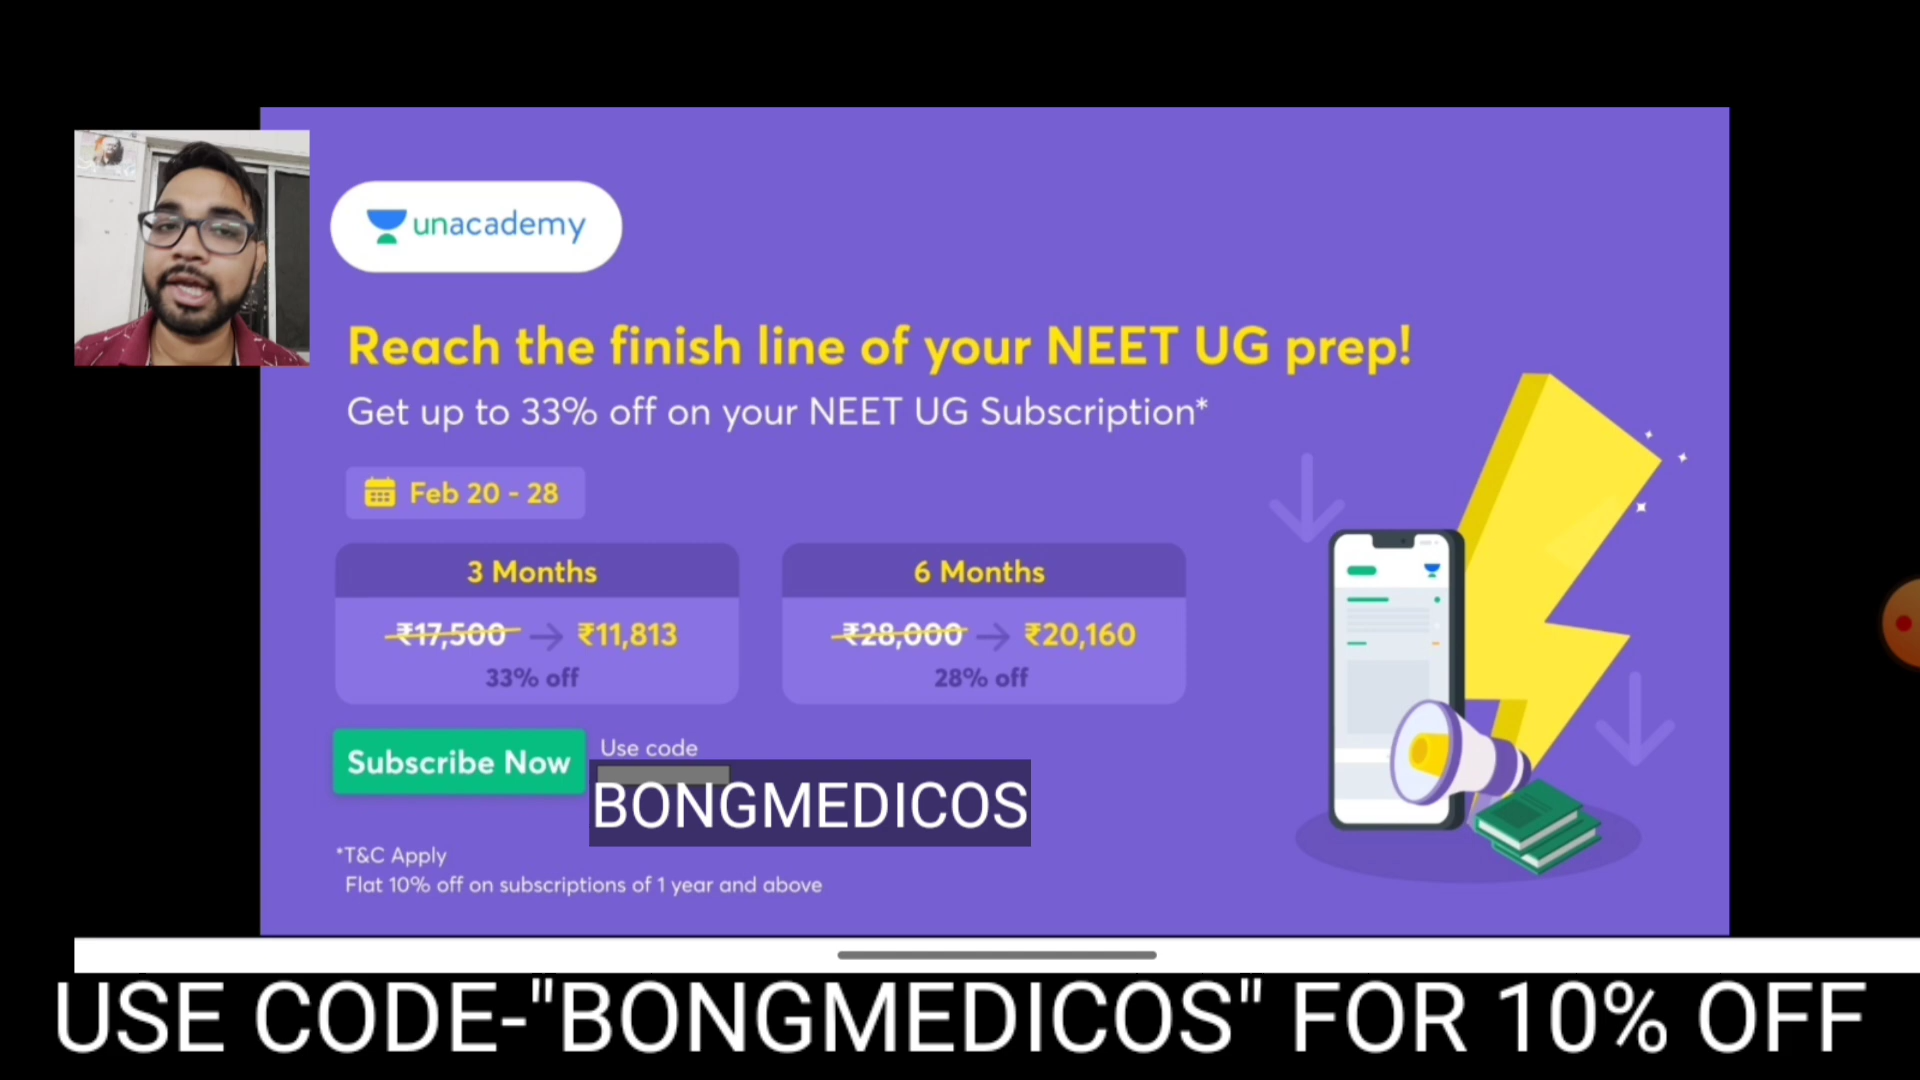 unacademy
Reach the finish line of your NEET UG prep!
Get up to 33% off on your NEET UG Subscription*
Feb 20 - 28
3 Months
₹17,500 → ₹11,813
33% off
6 Months
₹28,000 → ₹20,160
28% off
Subscribe Now
Use code
BONGMEDICOS
*T&C Apply
Flat 10% off on subscriptions of 1 year and above
USE CODE-"BONGMEDICOS" FOR 10% OFF